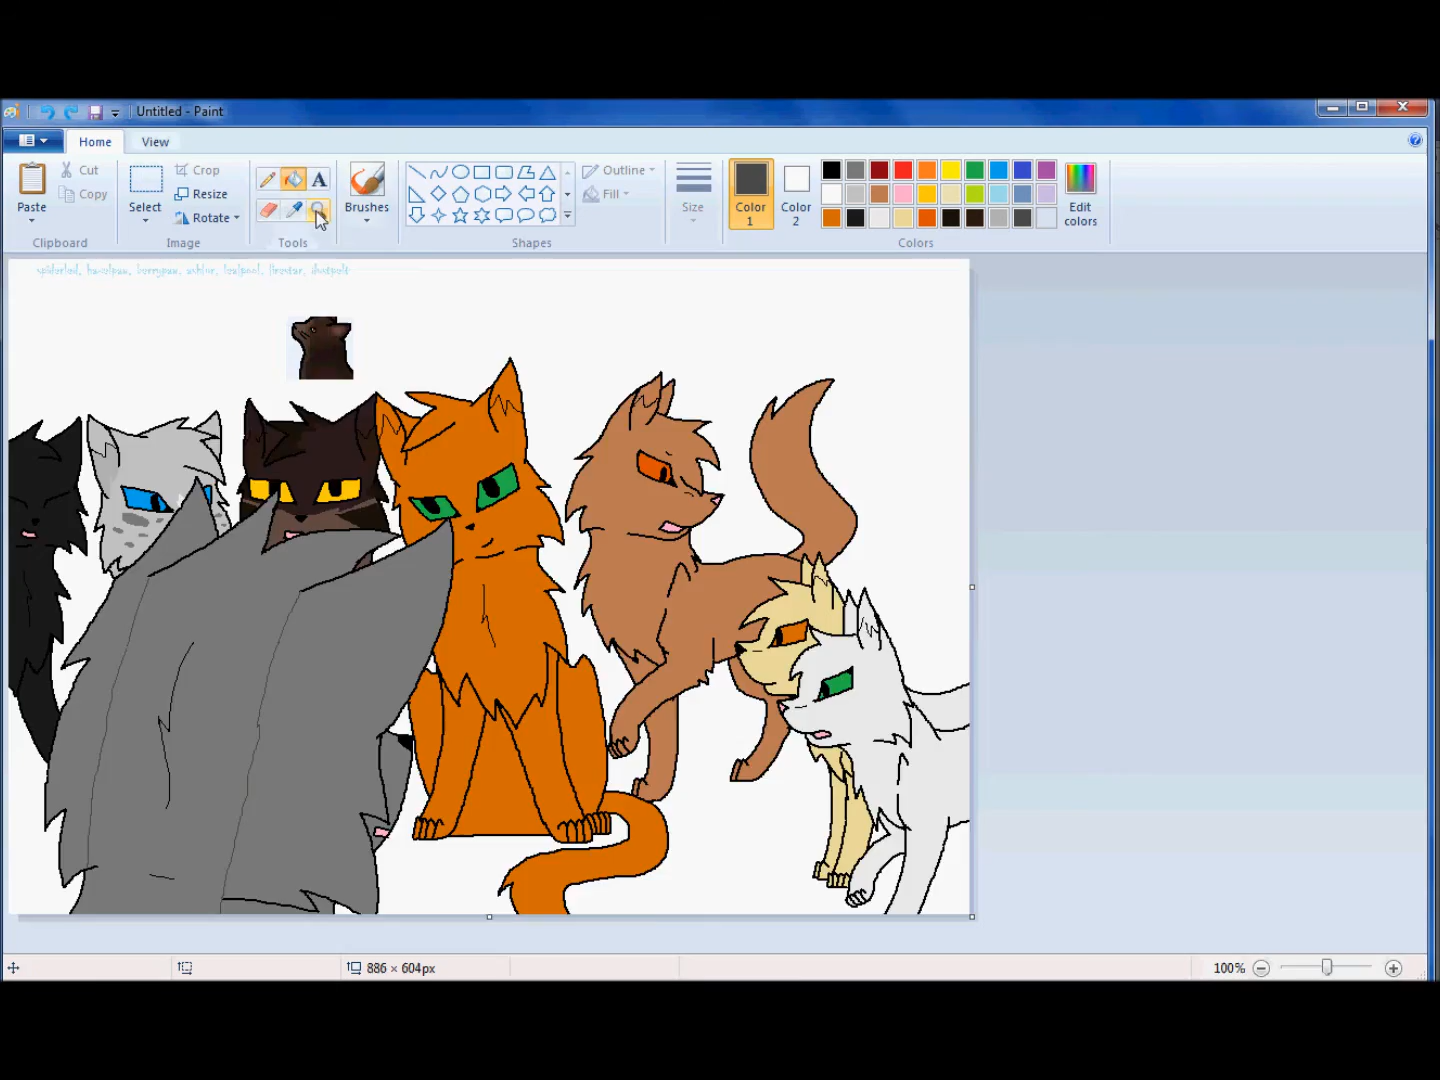 Untitled - Paint
Home View
Paste Cut Copy
Clipboard
Select Crop Resize Rotate
Image
A
Tools
Brushes
Shapes
Outline
Fill
Size
Color 1
Color 2
Edit colors
Colors
886 × 604px
100%